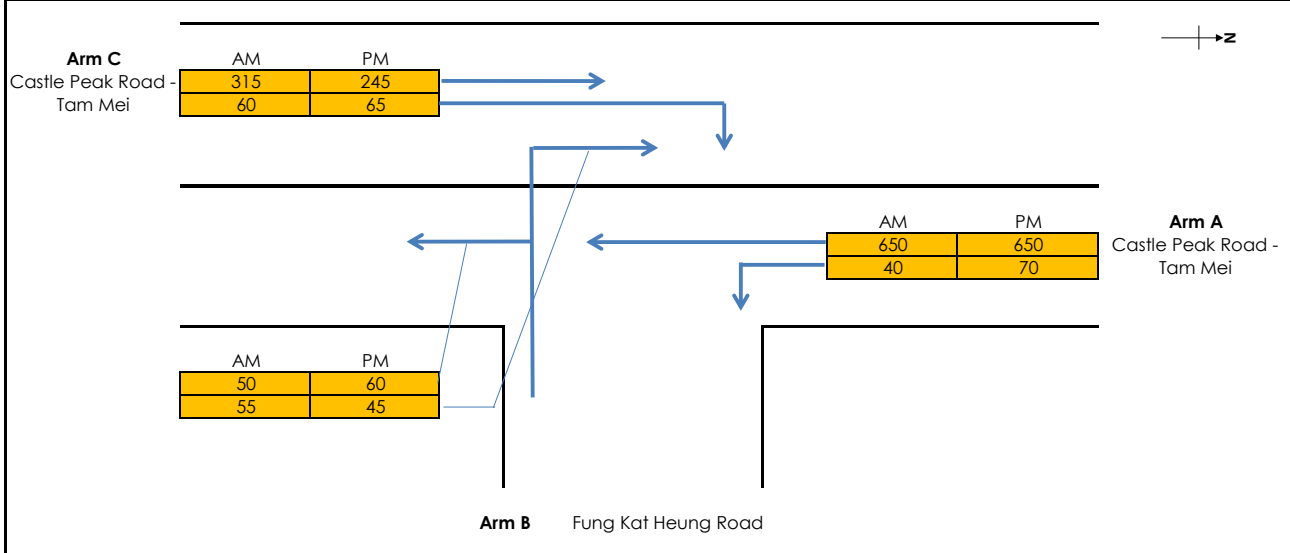 N
Arm C
Castle Peak Road -
Tam Mei
AM PM
315 245
60 65
AM PM
650 650
40 70
Arm A
Castle Peak Road -
Tam Mei
AM PM
50 60
55 45
Arm B Fung Kat Heung Road